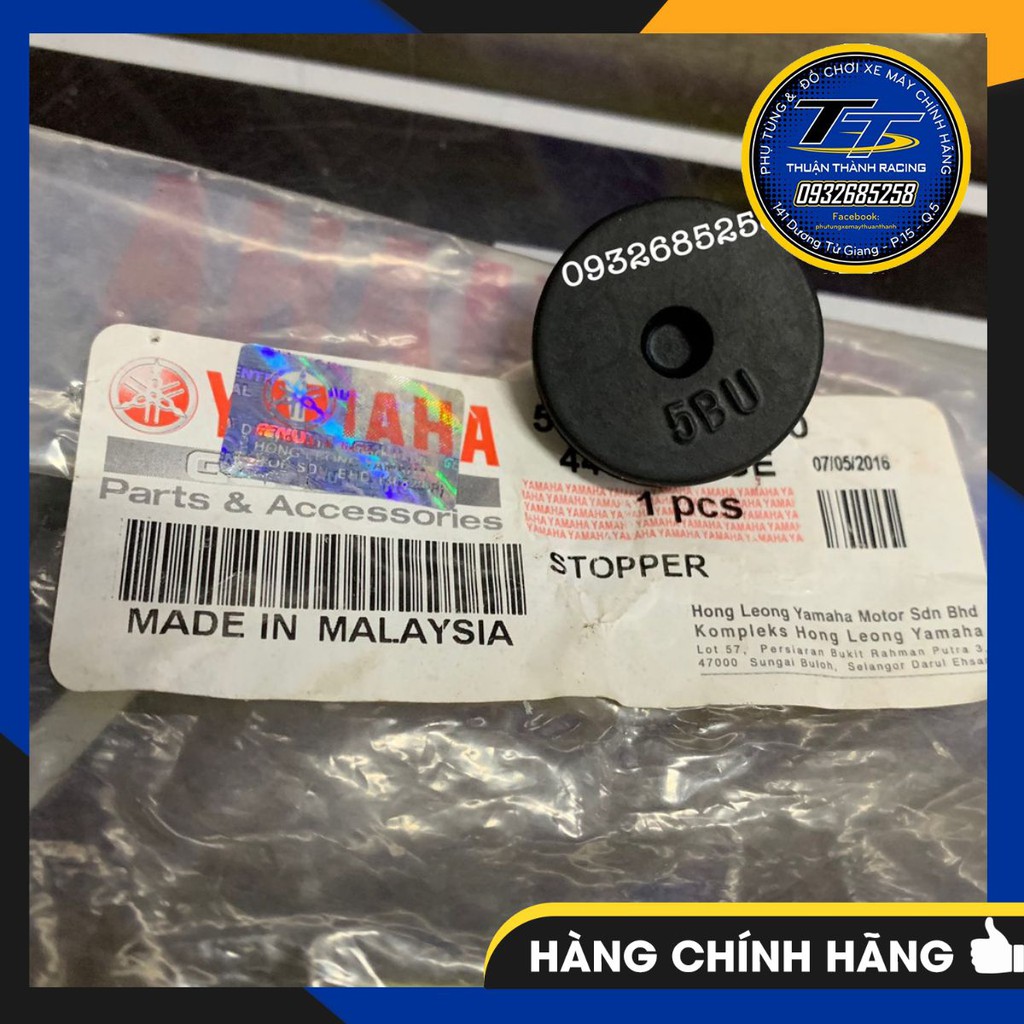 PHỤ TÙNG & ĐỒ CHƠI XE MÁY CHÍNH HÃNG
TT
THUẬN THÀNH RACING
0932685258
Facebook:
phutungxemaythuanthanh
141 Dương Tử Giang - P.15 - Q.5
093268525
5BU
YAMAHA
Parts & Accessories
07/05/2016
1 pcs
STOPPER
MADE IN MALAYSIA
Hong Leong Yamaha Motor Sdn Bhd
Kompleks Hong Leong Yamaha
Lot 57, Persiaran Bukit Rahman Putra 3,
47000 Sungai Buloh, Selangor Darul Ehsan
HÀNG CHÍNH HÃNG